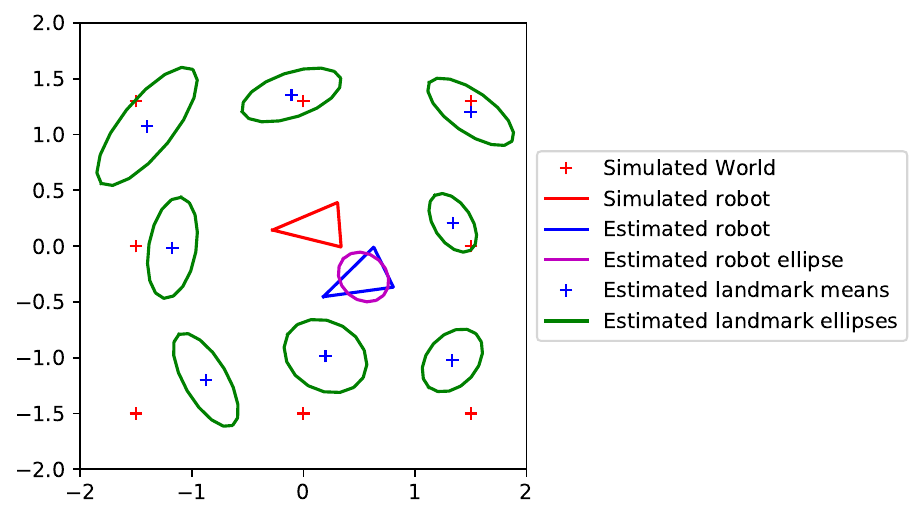 2.0
1.5
1.0
0.5
0.0
−0.5
−1.0
−1.5
−2.0
−2
−1
0
1
2
Simulated World
Simulated robot
Estimated robot
Estimated robot ellipse
Estimated landmark means
Estimated landmark ellipses